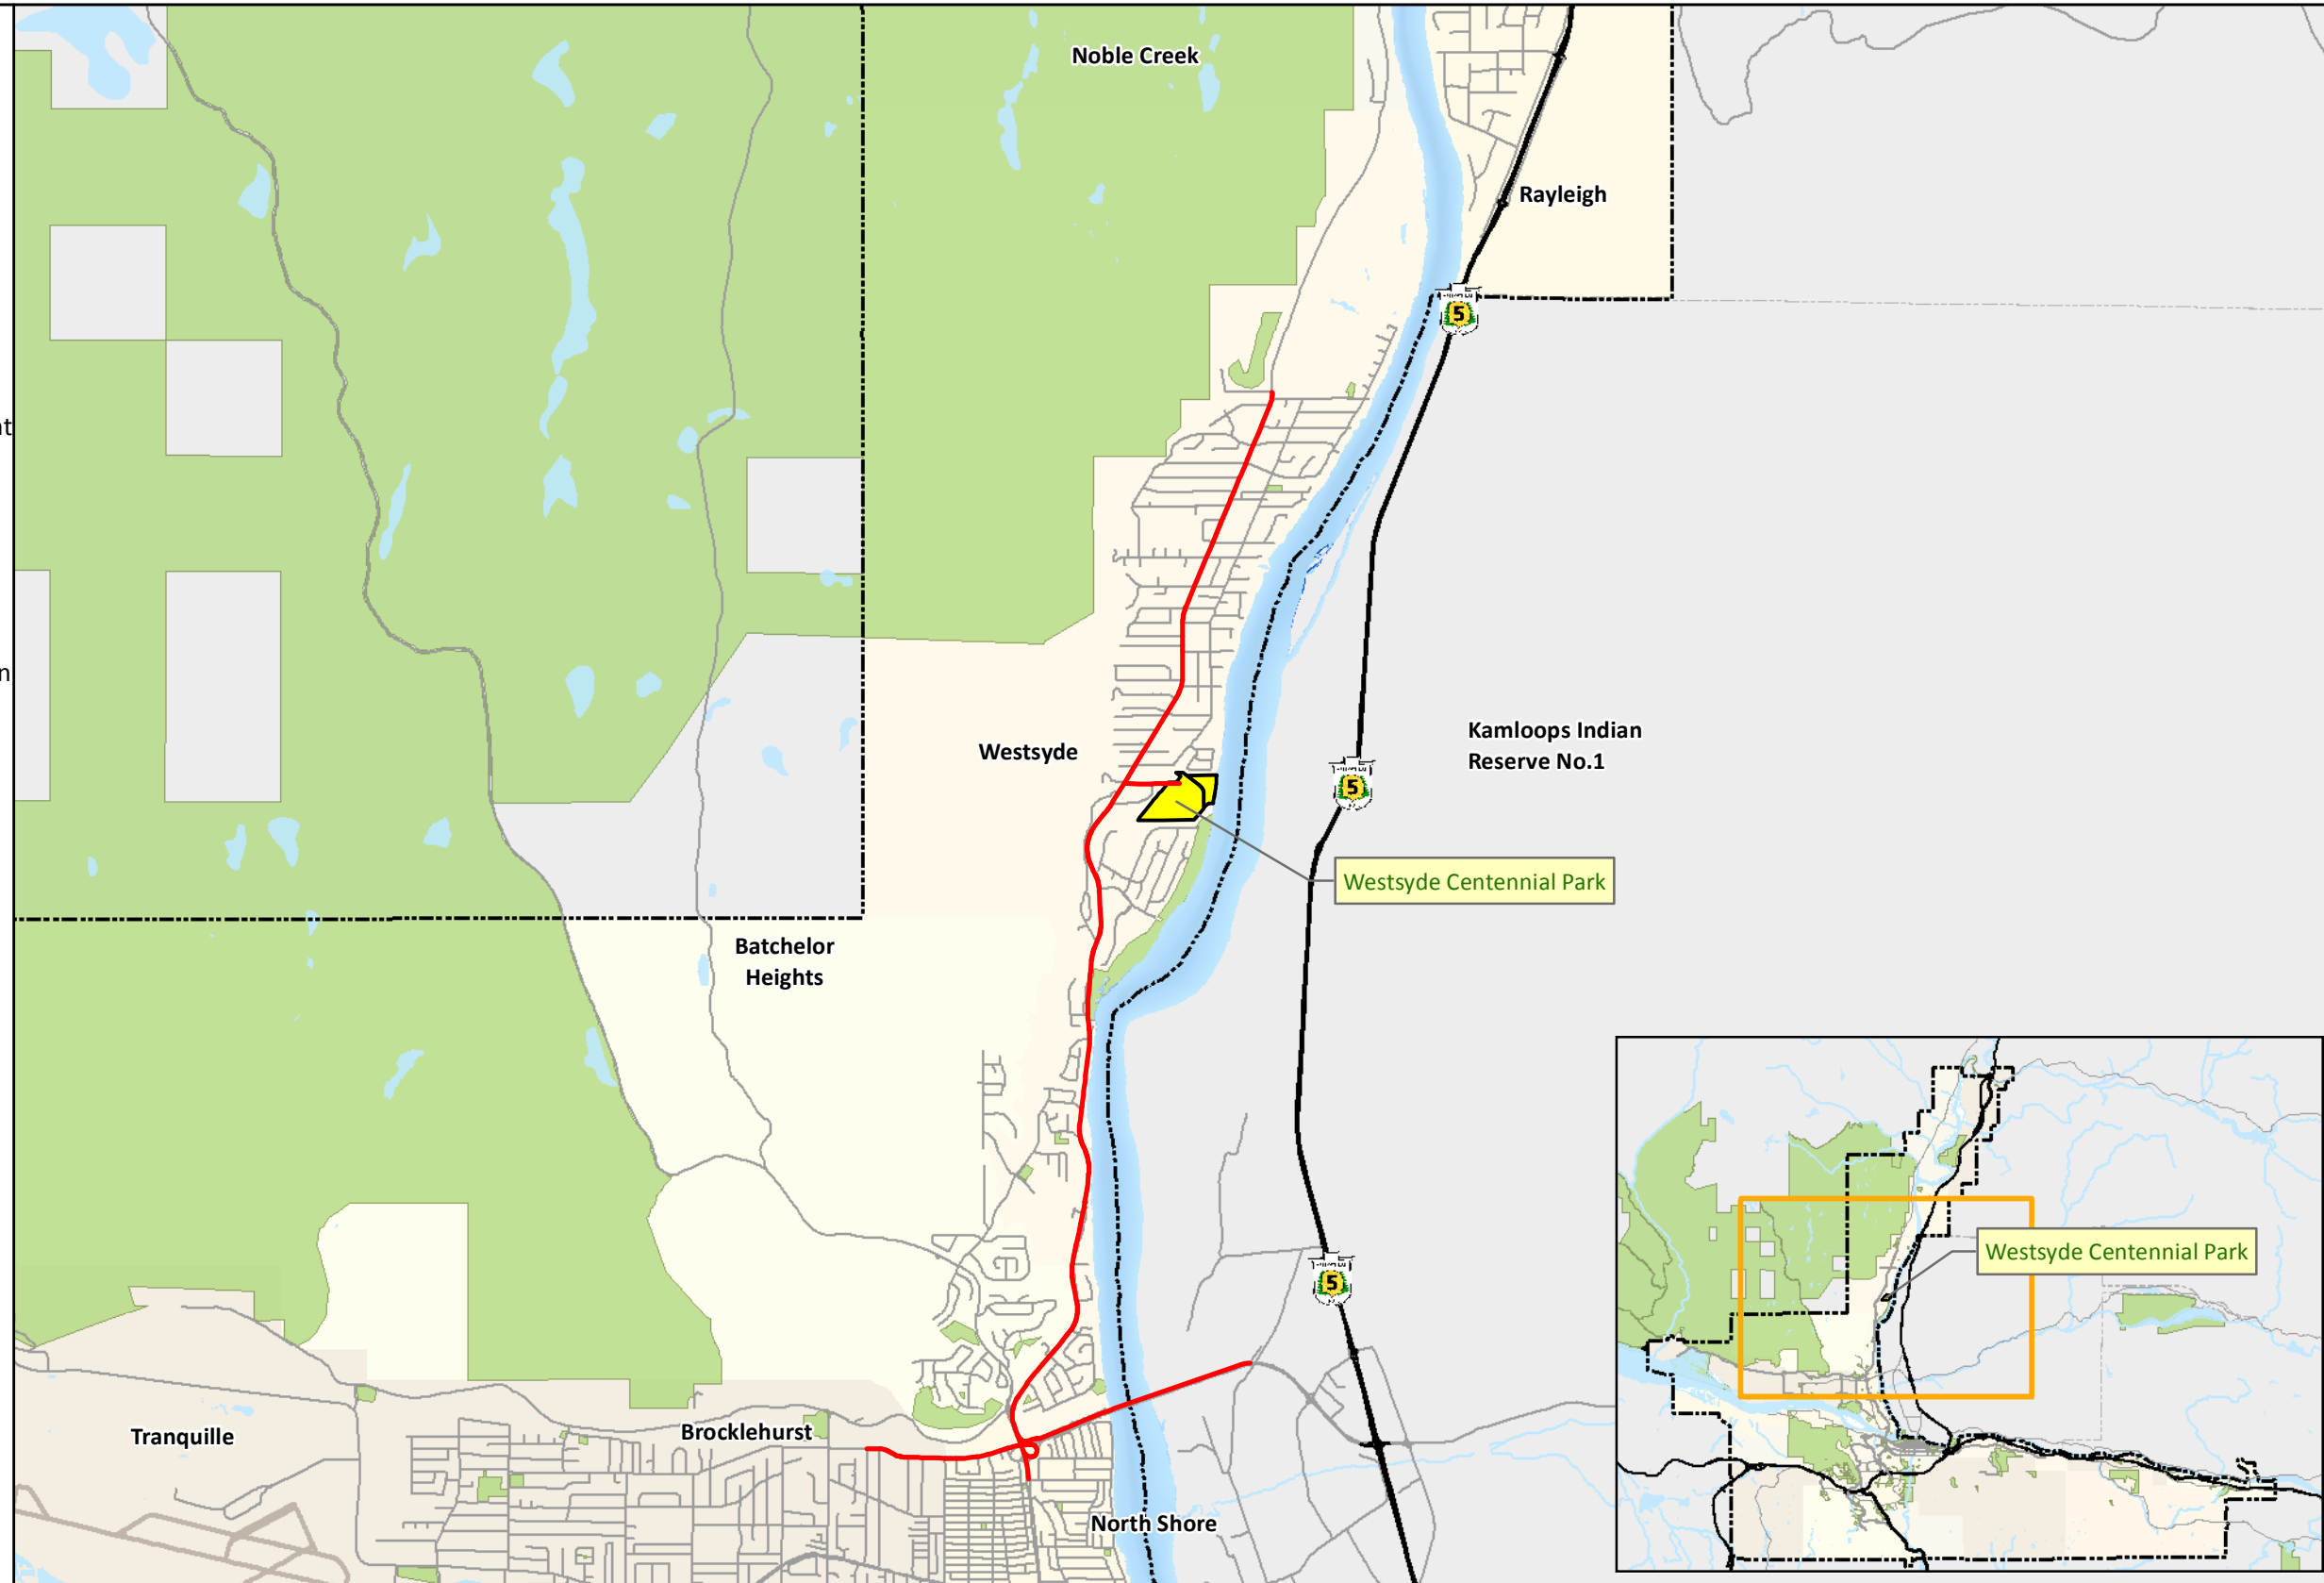 Noble Creek
Rayleigh
5
nt
n
Kamloops Indian
Reserve No.1
Westsyde
5
Westsyde Centennial Park
Batchelor
Heights
Westsyde Centennial Park
5
Tranquille
Brocklehurst
North Shore